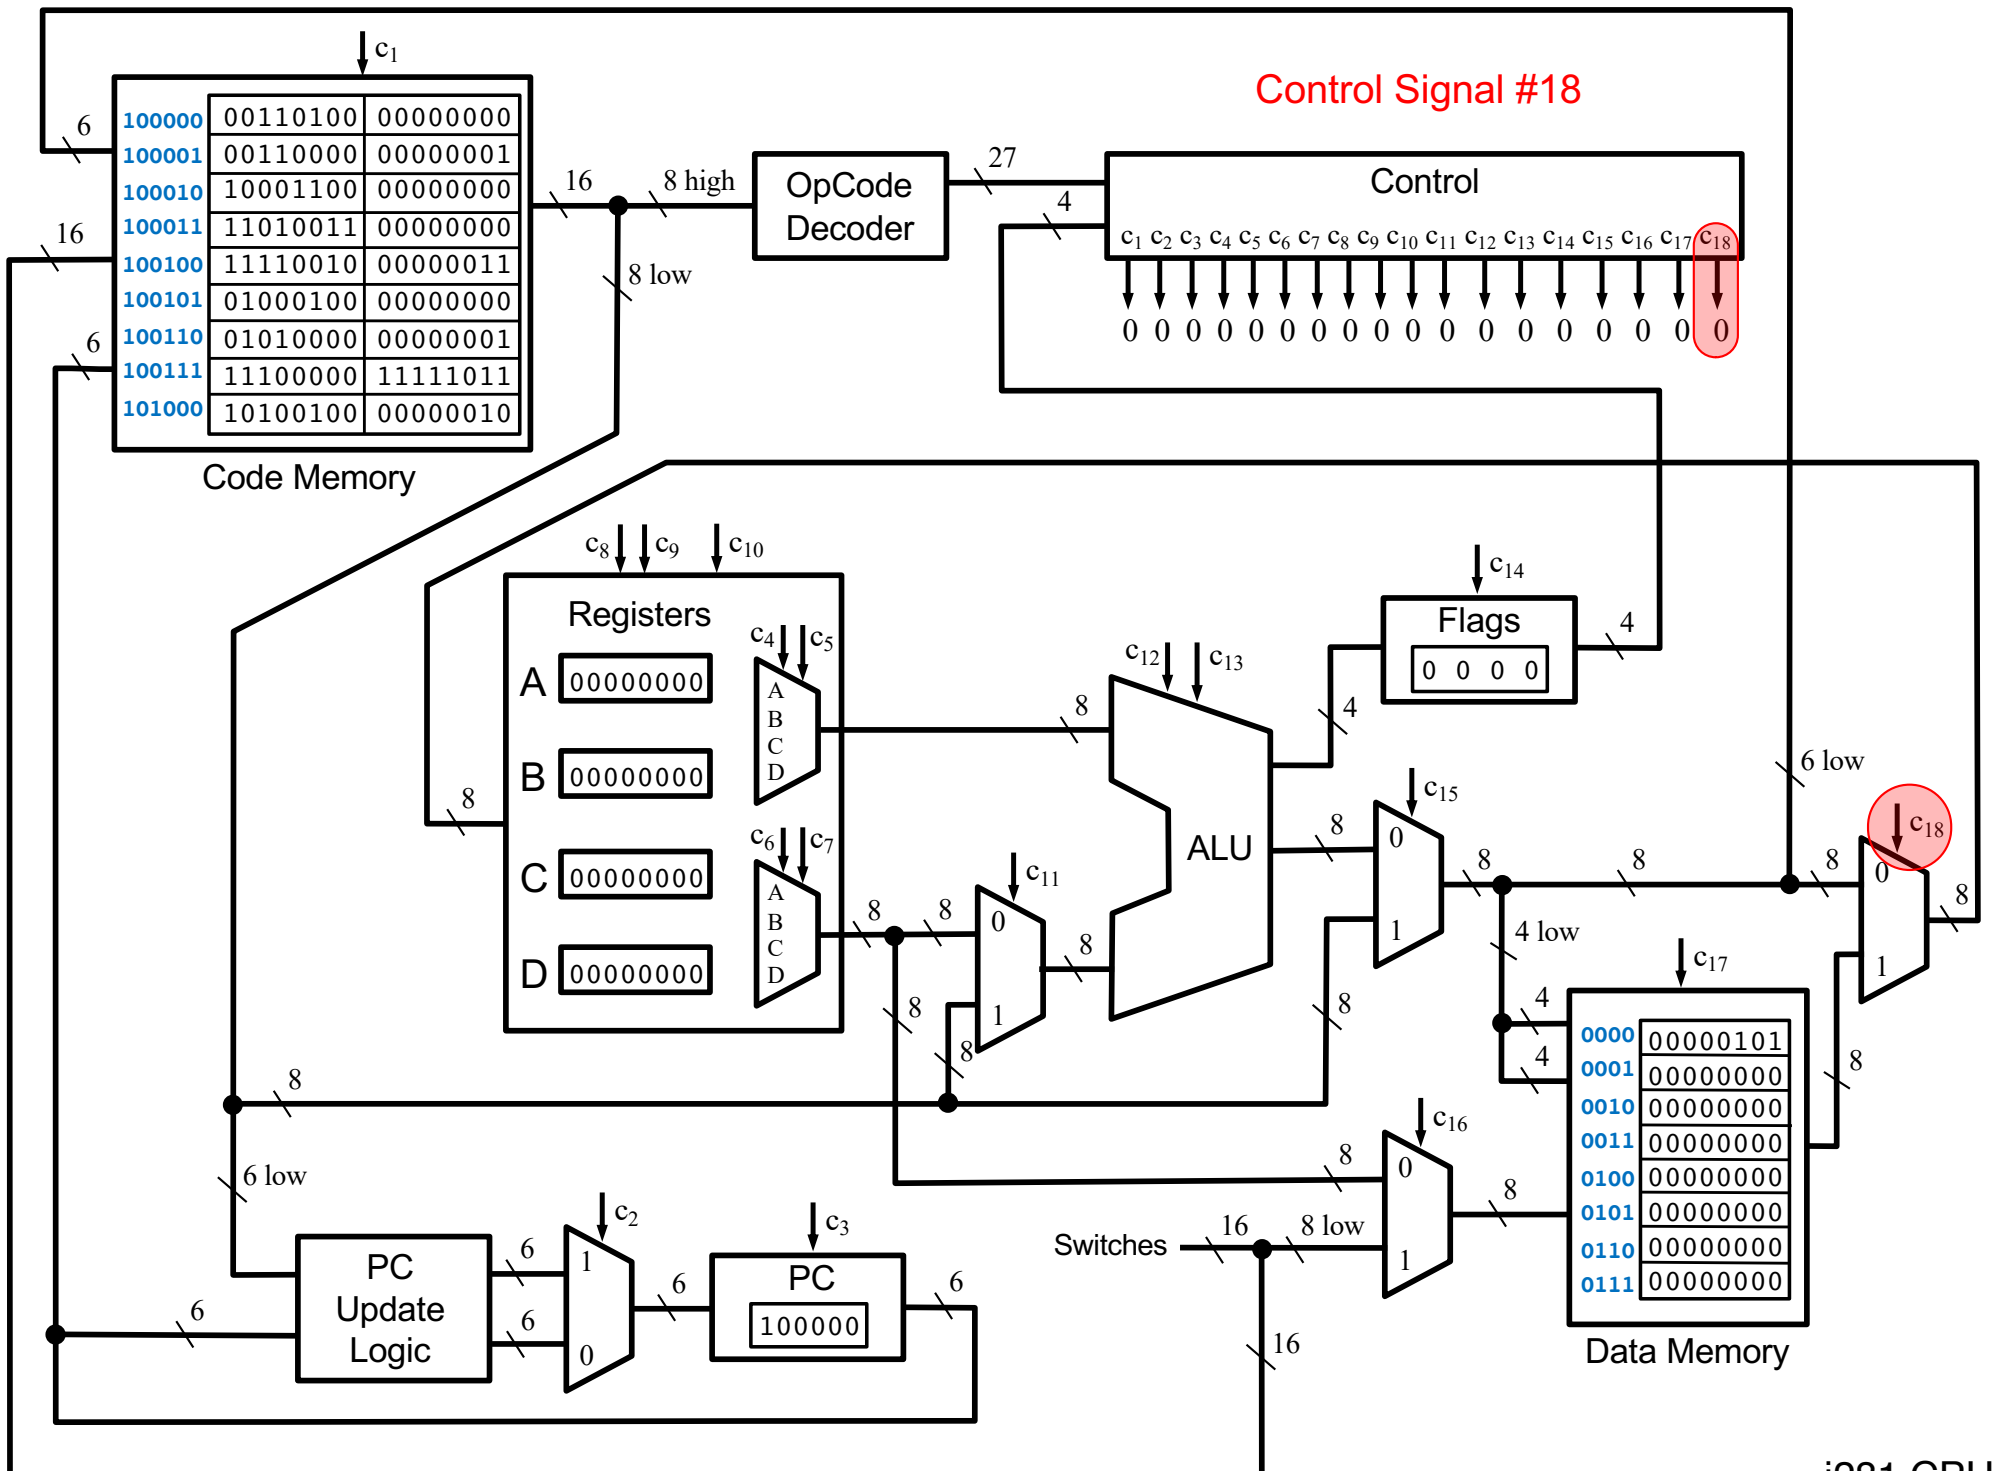 Control Signal #18
c1
6
16
6
100000 00110100 00000000
100001 00110000 00000001
100010 10001100 00000000
100011 11010011 00000000
100100 11110010 00000011
100101 01000100 00000000
100110 01010000 00000001
100111 11100000 11111011
101000 10100100 00000010
Code Memory
16
8 high
8 low
OpCode
Decoder
27
4
Control
c1 c2 c3 c4 c5 c6 c7 c8 c9 c10 c11 c12 c13 c14 c15 c16 c17 c18
0 0 0 0 0 0 0 0 0 0 0 0 0 0 0 0 0 0
c8 c9 c10
8
Registers
A 00000000
B 00000000
C 00000000
D 00000000
c4 c5
A
B
C
D
c6 c7
A
B
C
D
8
8
8
8
c11
0
1
8
8
c12 c13
ALU
c14
Flags
0 0 0 0
4
4
8
c15
0
1
8
8
8
4 low
4
4
6 low
8
c18
0
1
8
8
c17
0000 00000101
0001 00000000
0010 00000000
0011 00000000
0100 00000000
0101 00000000
0110 00000000
0111 00000000
Data Memory
8
6 low
6
PC
Update
Logic
6
6
c2
1
0
6
c3
PC
100000
6
Switches
16
8 low
16
8
c16
0
1
8